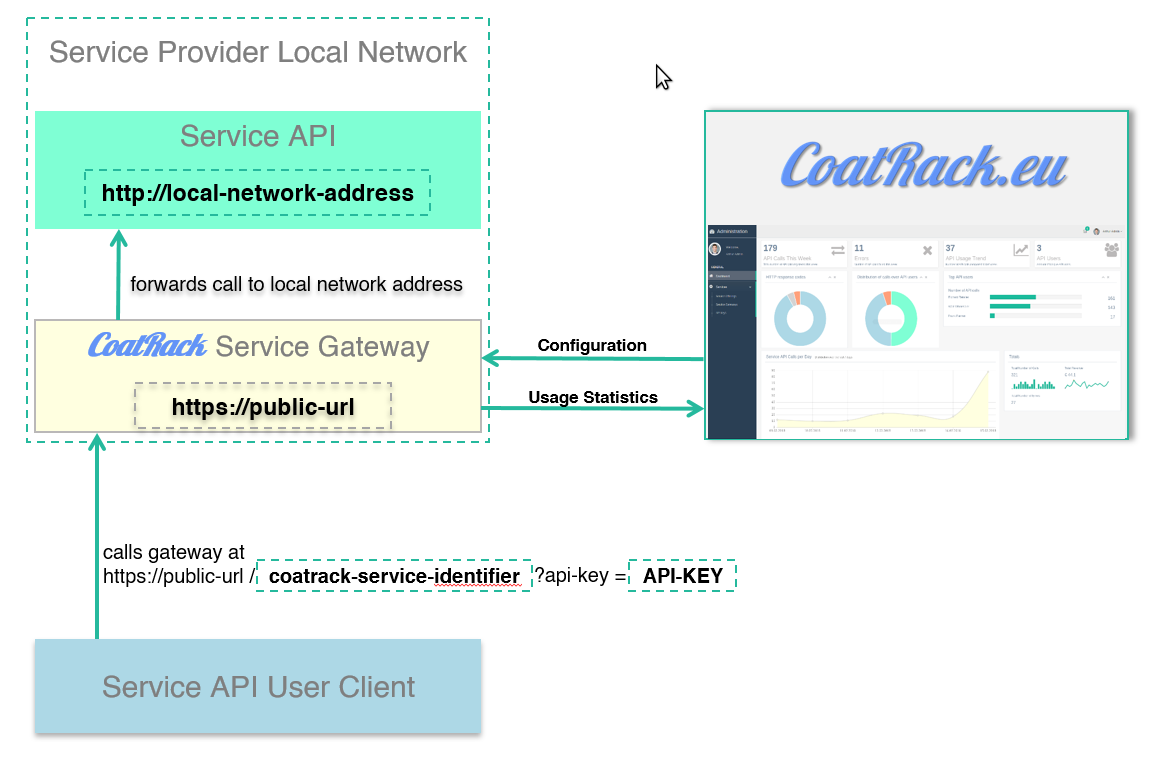 Service Provider Local Network
Service API
http://local-network-address
forwards call to local network address
CoatRack Service Gateway
https://public-url
Configuration
Usage Statistics
CoatRack.eu
Administration
179
API Calls This Week
11
Errors
37
API Usage Trend
3
API Users
HTTP response codes
Distribution of calls over API users
Top API users
Service API Calls per Day
Totals
calls gateway at
https://public-url / coatrack-service-identifier ?api-key = API-KEY
Service API User Client